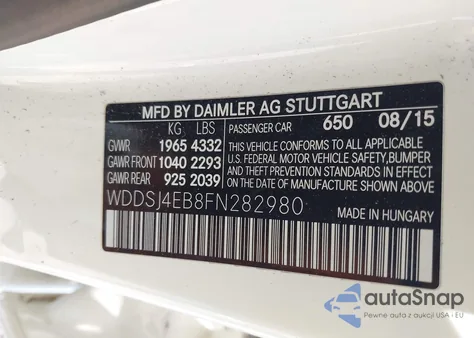 MFD BY DAIMLER AG STUTTGART
KG LBS
GVWR 1965 4332
GAWR FRONT 1040 2293
GAWR REAR 925 2039
PASSENGER CAR 650 08/15
THIS VEHICLE CONFORMS TO ALL APPLICABLE
U.S. FEDERAL MOTOR VEHICLE SAFETY,BUMPER
AND THEFT PREVENTION STANDARDS IN EFFECT
ON THE DATE OF MANUFACTURE SHOWN ABOVE.
WDDSJ4EB8FN282980
MADE IN HUNGARY
autoSnap
Pewne auta z aukcji USA - EU